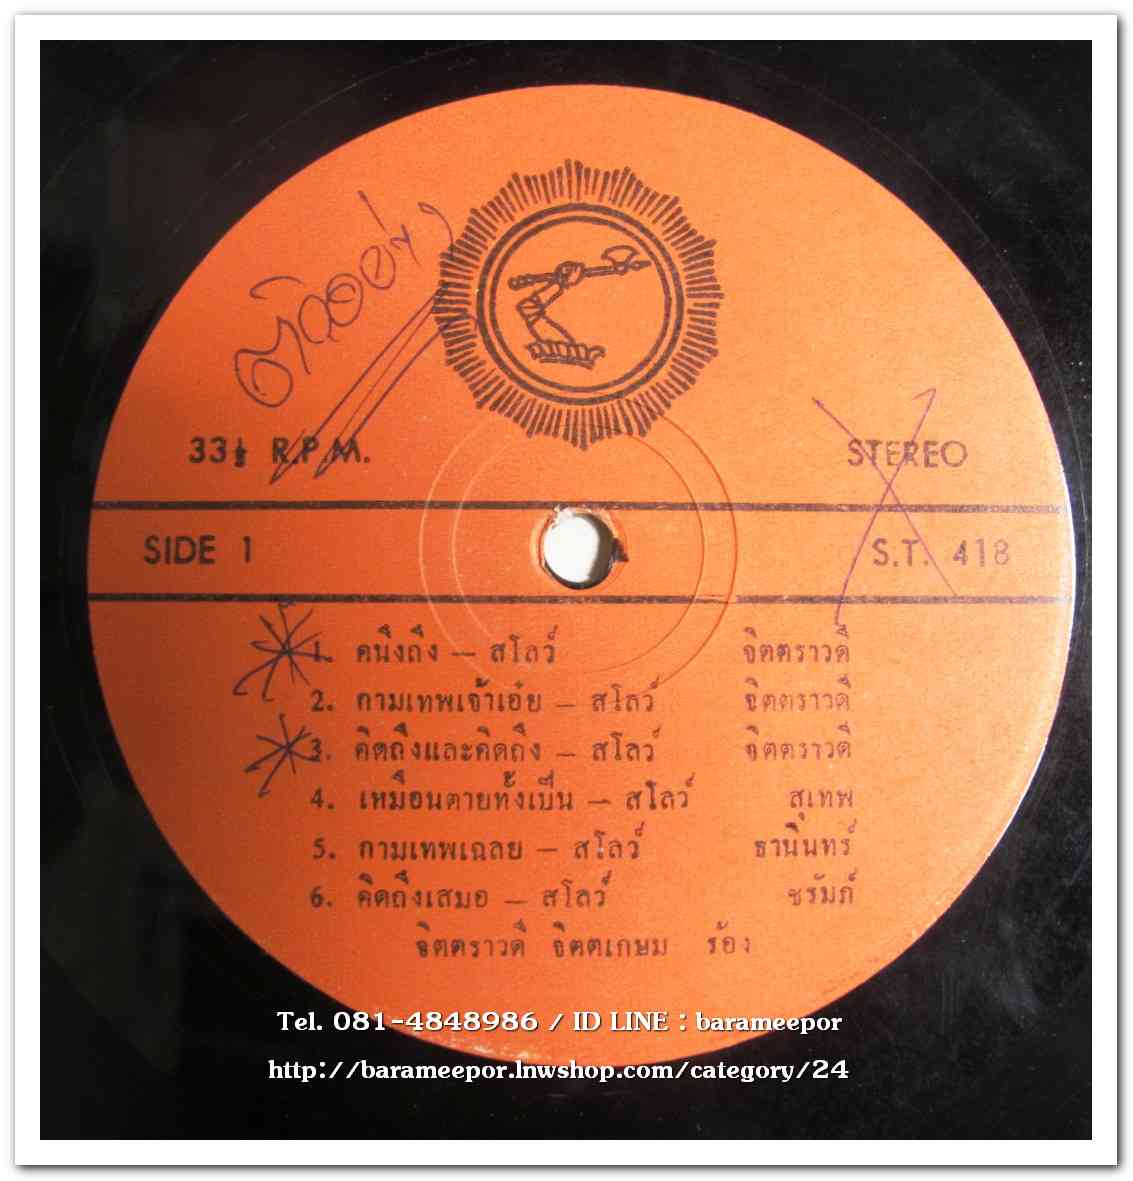 ตัวอย่าง
33⅓ R.P.M. STEREO
SIDE 1 S.T. 418
1. คนึงถึง — สโลว์ จิตตราวดี
2. กามเทพเจ้าเอ๋ย — สโลว์ จิตตราวดี
3. คิดถึงและคิดถึง — สโลว์ จิตตราวดี
4. เหมือนตายทั้งเป็น — สโลว์ สุเทพ
5. กามเทพเฉลย — สโลว์ ธานินทร์
6. คิดถึงเสมอ — สโลว์ ชรัมภ์
จิตตราวดี จิตตเกษม ร้อง
Tel. 081-4848986 / ID LINE : barameepor
http://barameepor.lnwshop.com/category/24